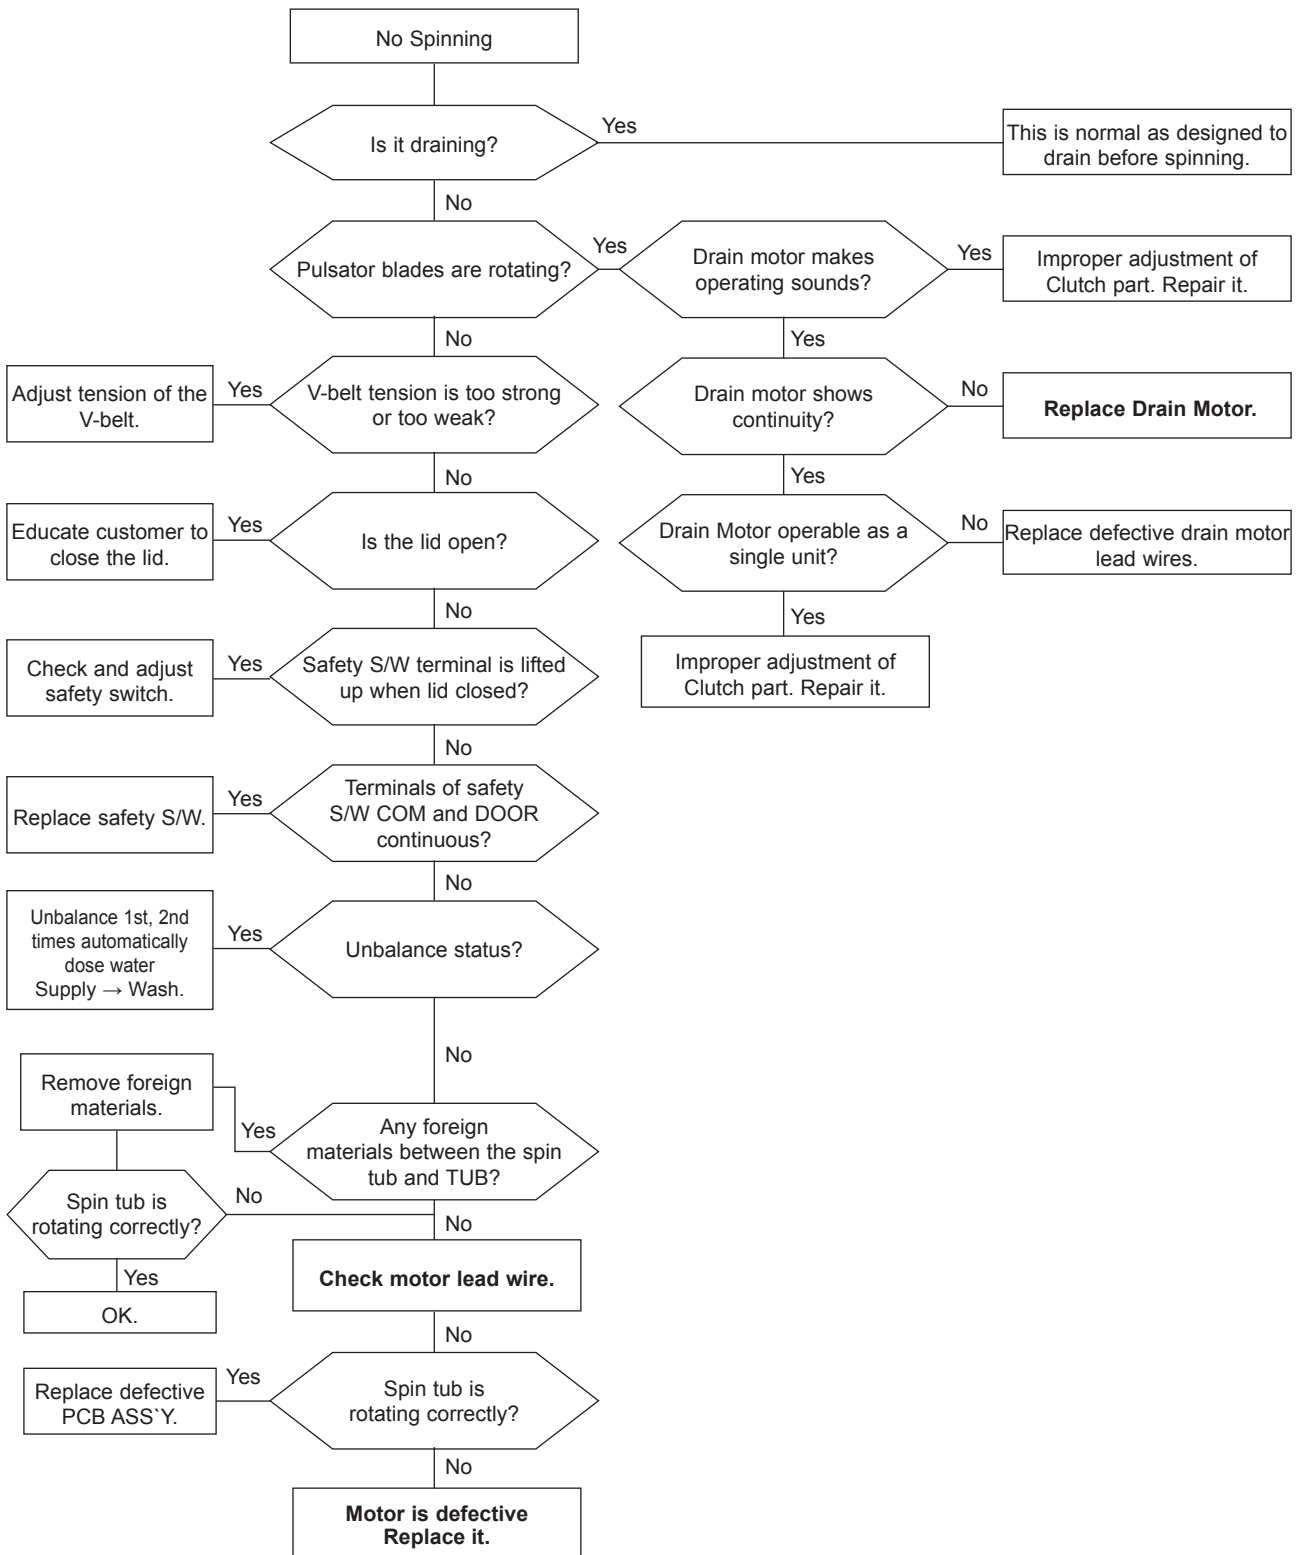 No Spinning
Is it draining?
Yes
This is normal as designed to
drain before spinning.
No
Pulsator blades are rotating?
Yes
Drain motor makes
operating sounds?
Yes
Improper adjustment of
Clutch part. Repair it.
No
Yes
Adjust tension of the
V-belt.
Yes
V-belt tension is too strong
or too weak?
Drain motor shows
continuity?
No
Replace Drain Motor.
No
Yes
Educate customer to
close the lid.
Yes
Is the lid open?
Drain Motor operable as a
single unit?
No
Replace defective drain motor
lead wires.
No
Yes
Check and adjust
safety switch.
Yes
Safety S/W terminal is lifted
up when lid closed?
Improper adjustment of
Clutch part. Repair it.
No
Replace safety S/W.
Yes
Terminals of safety
S/W COM and DOOR
continuous?
No
Unbalance 1st, 2nd
times automatically
dose water
Supply → Wash.
Yes
Unbalance status?
No
Remove foreign
materials.
Yes
Any foreign
materials between the spin
tub and TUB?
Spin tub is
rotating correctly?
No
No
Yes
OK.
Check motor lead wire.
No
Replace defective
PCB ASS`Y.
Yes
Spin tub is
rotating correctly?
No
Motor is defective
Replace it.